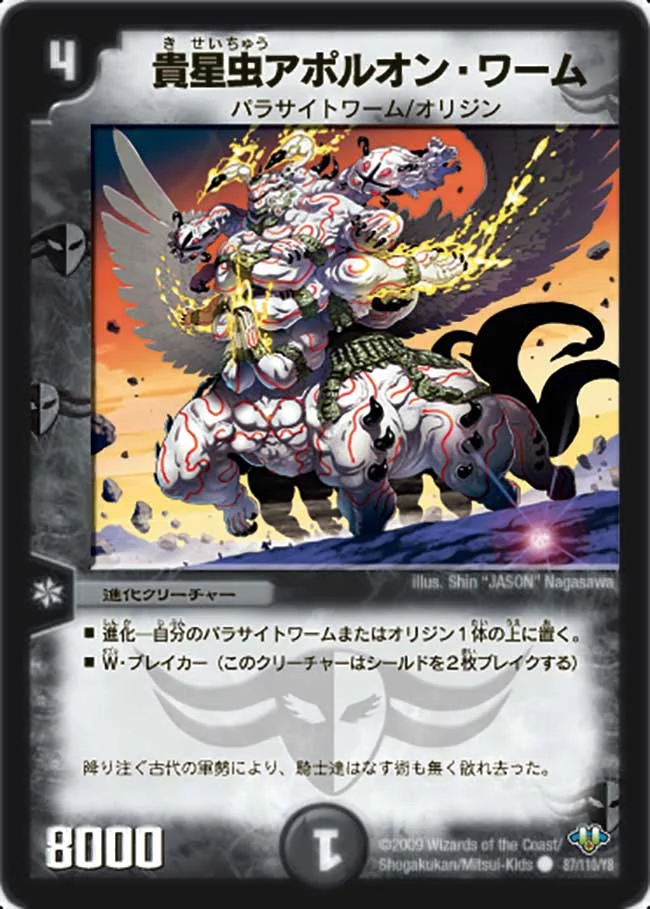 4
き せいちゅう
貴星虫アポルオン・ワーム
パラサイトワーム/オリジン
illus. Shin "JASON" Nagasawa
進化クリーチャー
■ 進化―自分のパラサイトワームまたはオリジン1体の上に置く。
■ W・ブレイカー（このクリーチャーはシールドを2枚ブレイクする）
降り注ぐ古代の軍勢により、騎士達はなす術も無く敗れ去った。
8000
1
©2009 Wizards of the Coast/
Shogakukan/Mitsui-Kids
87/110/Y8